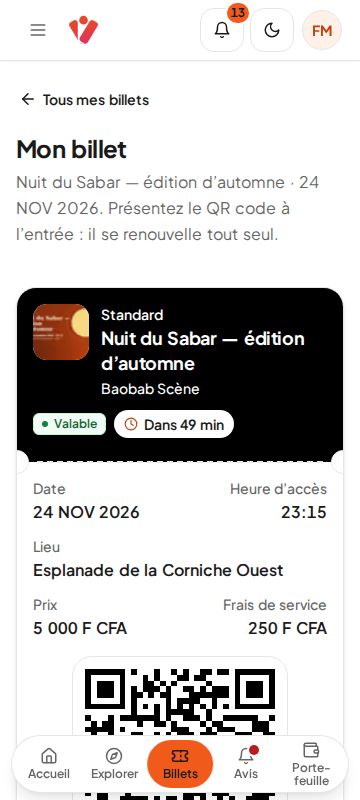 13
FM
Tous mes billets
Mon billet
Nuit du Sabar — édition d’automne · 24
NOV 2026. Présentez le QR code à
l’entrée : il se renouvelle tout seul.
Standard
Nuit du Sabar — édition
d’automne
Baobab Scène
Valable
Dans 49 min
Date
Heure d’accès
24 NOV 2026
23:15
Lieu
Esplanade de la Corniche Ouest
Prix
Frais de service
5 000 F CFA
250 F CFA
Accueil
Explorer
Billets
Avis
Porte-
feuille